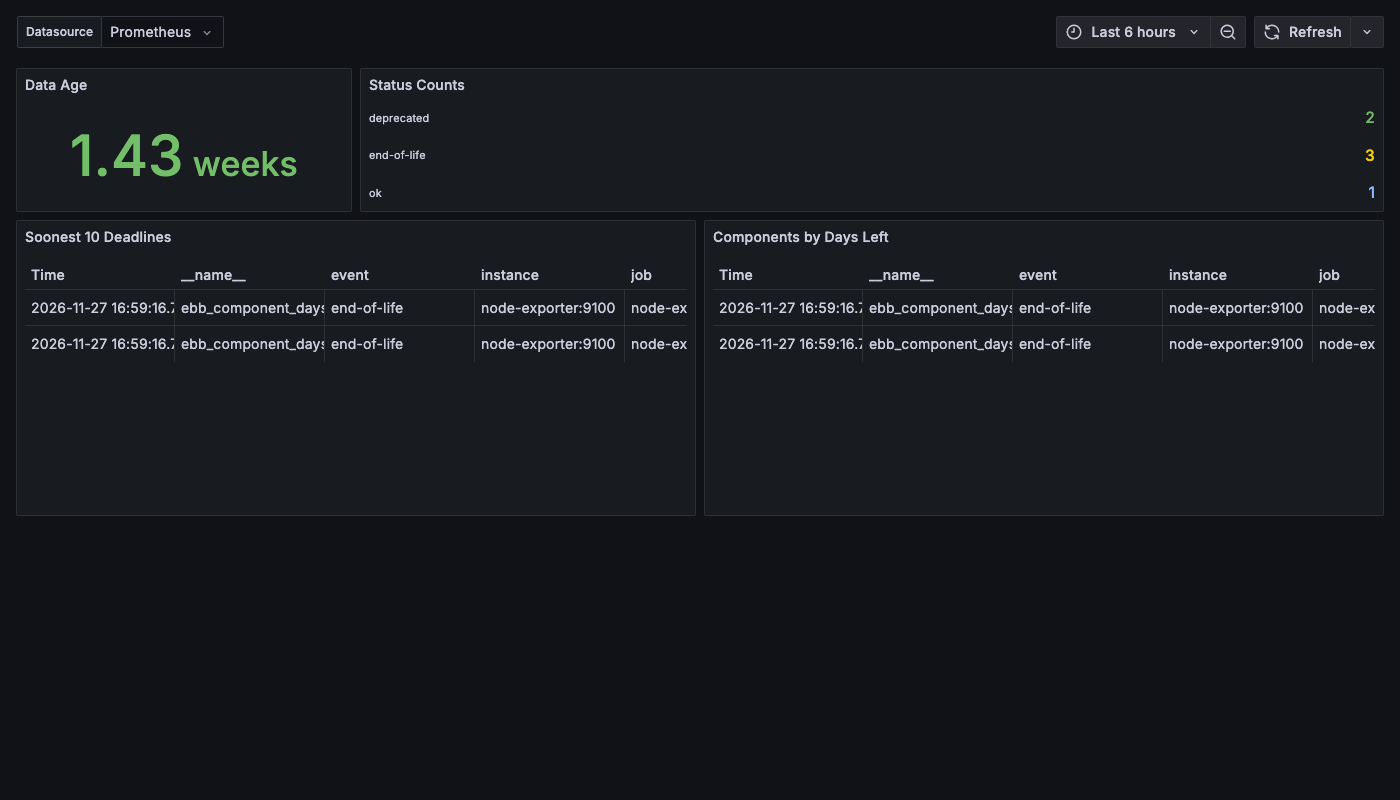 Datasource Prometheus Last 6 hours Refresh
Data Age
1.43 weeks
Status Counts
deprecated 2
end-of-life 3
ok 1
Soonest 10 Deadlines
Time __name__ event instance job
2026-11-27 16:59:16.7 ebb_component_days end-of-life node-exporter:9100 node-ex
2026-11-27 16:59:16.7 ebb_component_days end-of-life node-exporter:9100 node-ex
Components by Days Left
Time __name__ event instance job
2026-11-27 16:59:16.7 ebb_component_days end-of-life node-exporter:9100 node-ex
2026-11-27 16:59:16.7 ebb_component_days end-of-life node-exporter:9100 node-ex